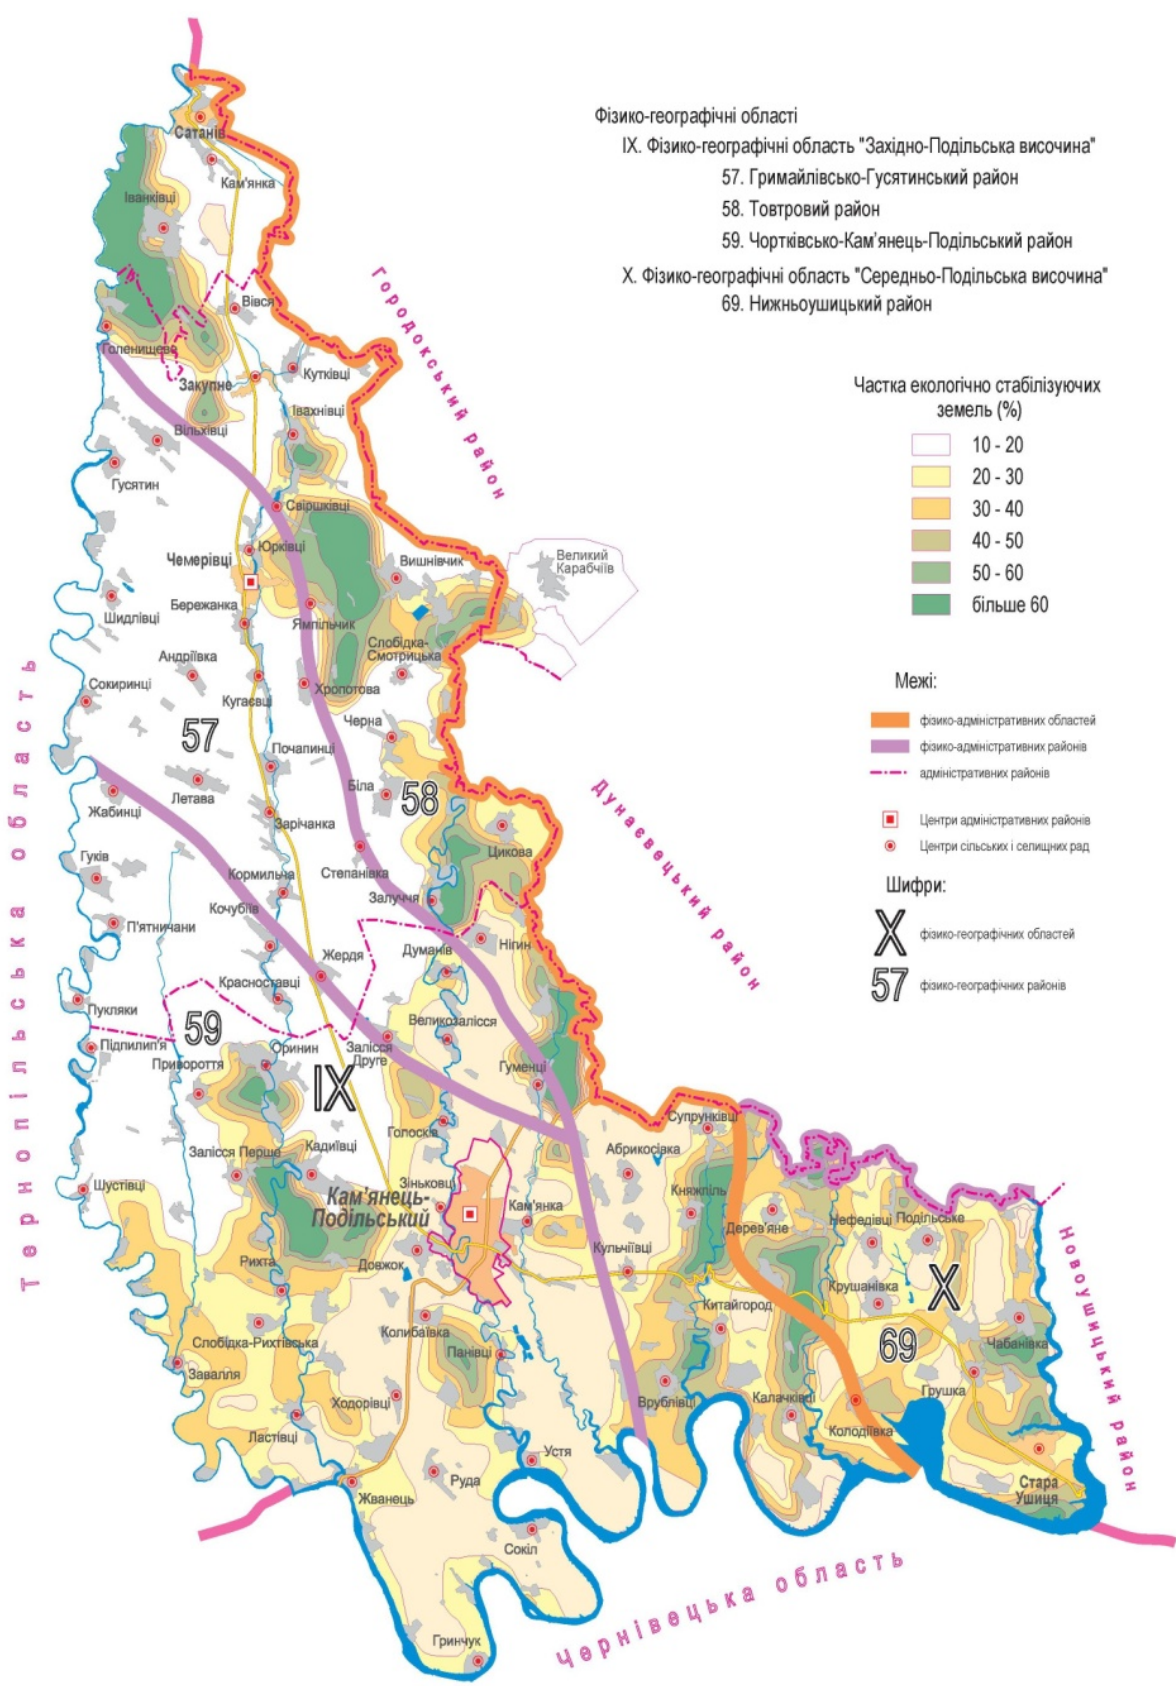 Фізико-географічні області
IX. Фізико-географічні область "Західно-Подільська височина"
57. Гримайлівсько-Гусятинський район
58. Товтровий район
59. Чортківсько-Кам'янець-Подільський район
X. Фізико-географічні область "Середньо-Подільська височина"
69. Нижньоушицький район
Частка екологічно стабілізуючих
земель (%)
10 - 20
20 - 30
30 - 40
40 - 50
50 - 60
більше 60
Межі:
фізико-адміністративних областей
фізико-адміністративних районів
адміністративних районів
Центри адміністративних районів
Центри сільських і селищних рад
Шифри:
X фізико-географічних областей
57 фізико-географічних районів
Сатанів
Кам'янка
Іванківці
Вівся
Голенищево
Закупне
Кутківці
Івахнівці
Вільхівці
Гусятин
Свіршківці
Юрківці
Чемерівці
Вишнівчик
Великий
Карабчіїв
Бережанка
Шидлівці
Ямпільчик
Слобідка-
Смотрицька
Андріївка
Сокиринці
Кугаєвці
Хропотова
Черна
57
Почапинці
Біла
58
Летава
Жабинці
Зарічанка
Цикова
Гуків
Кормильча
Степанівка
Залуччя
Кочубіїв
П'ятничани
Жердя
Думанів
Нігин
Красноставці
Пукляки
59
Великозалісся
Підпилип'я
Привороття
Оринин
Залісся
Друге
IX
Гуменці
Голосків
Супрунківці
Залісся Перше
Кадиївці
Абрикосівка
Шустівці
Кам'янець-
Подільський
Зіньковці
Кам'янка
Княжпіль
Дерев'яне
Нефедівці
Подільське
Рихта
Довжок
Кульчіївці
Крушанівка
X
Китайгород
Слобідка-Рихтівська
Колибаївка
Панівці
69
Чабанівка
Завалля
Ходорівці
Врублівці
Калачківці
Грушка
Ластівці
Колодіївка
Устя
Руда
Жванець
Стара
Ушиця
Сокіл
Гринчук
Городокський район
Дунаєвецький район
Новоушицький район
Тернопільська область
Чернівецька область